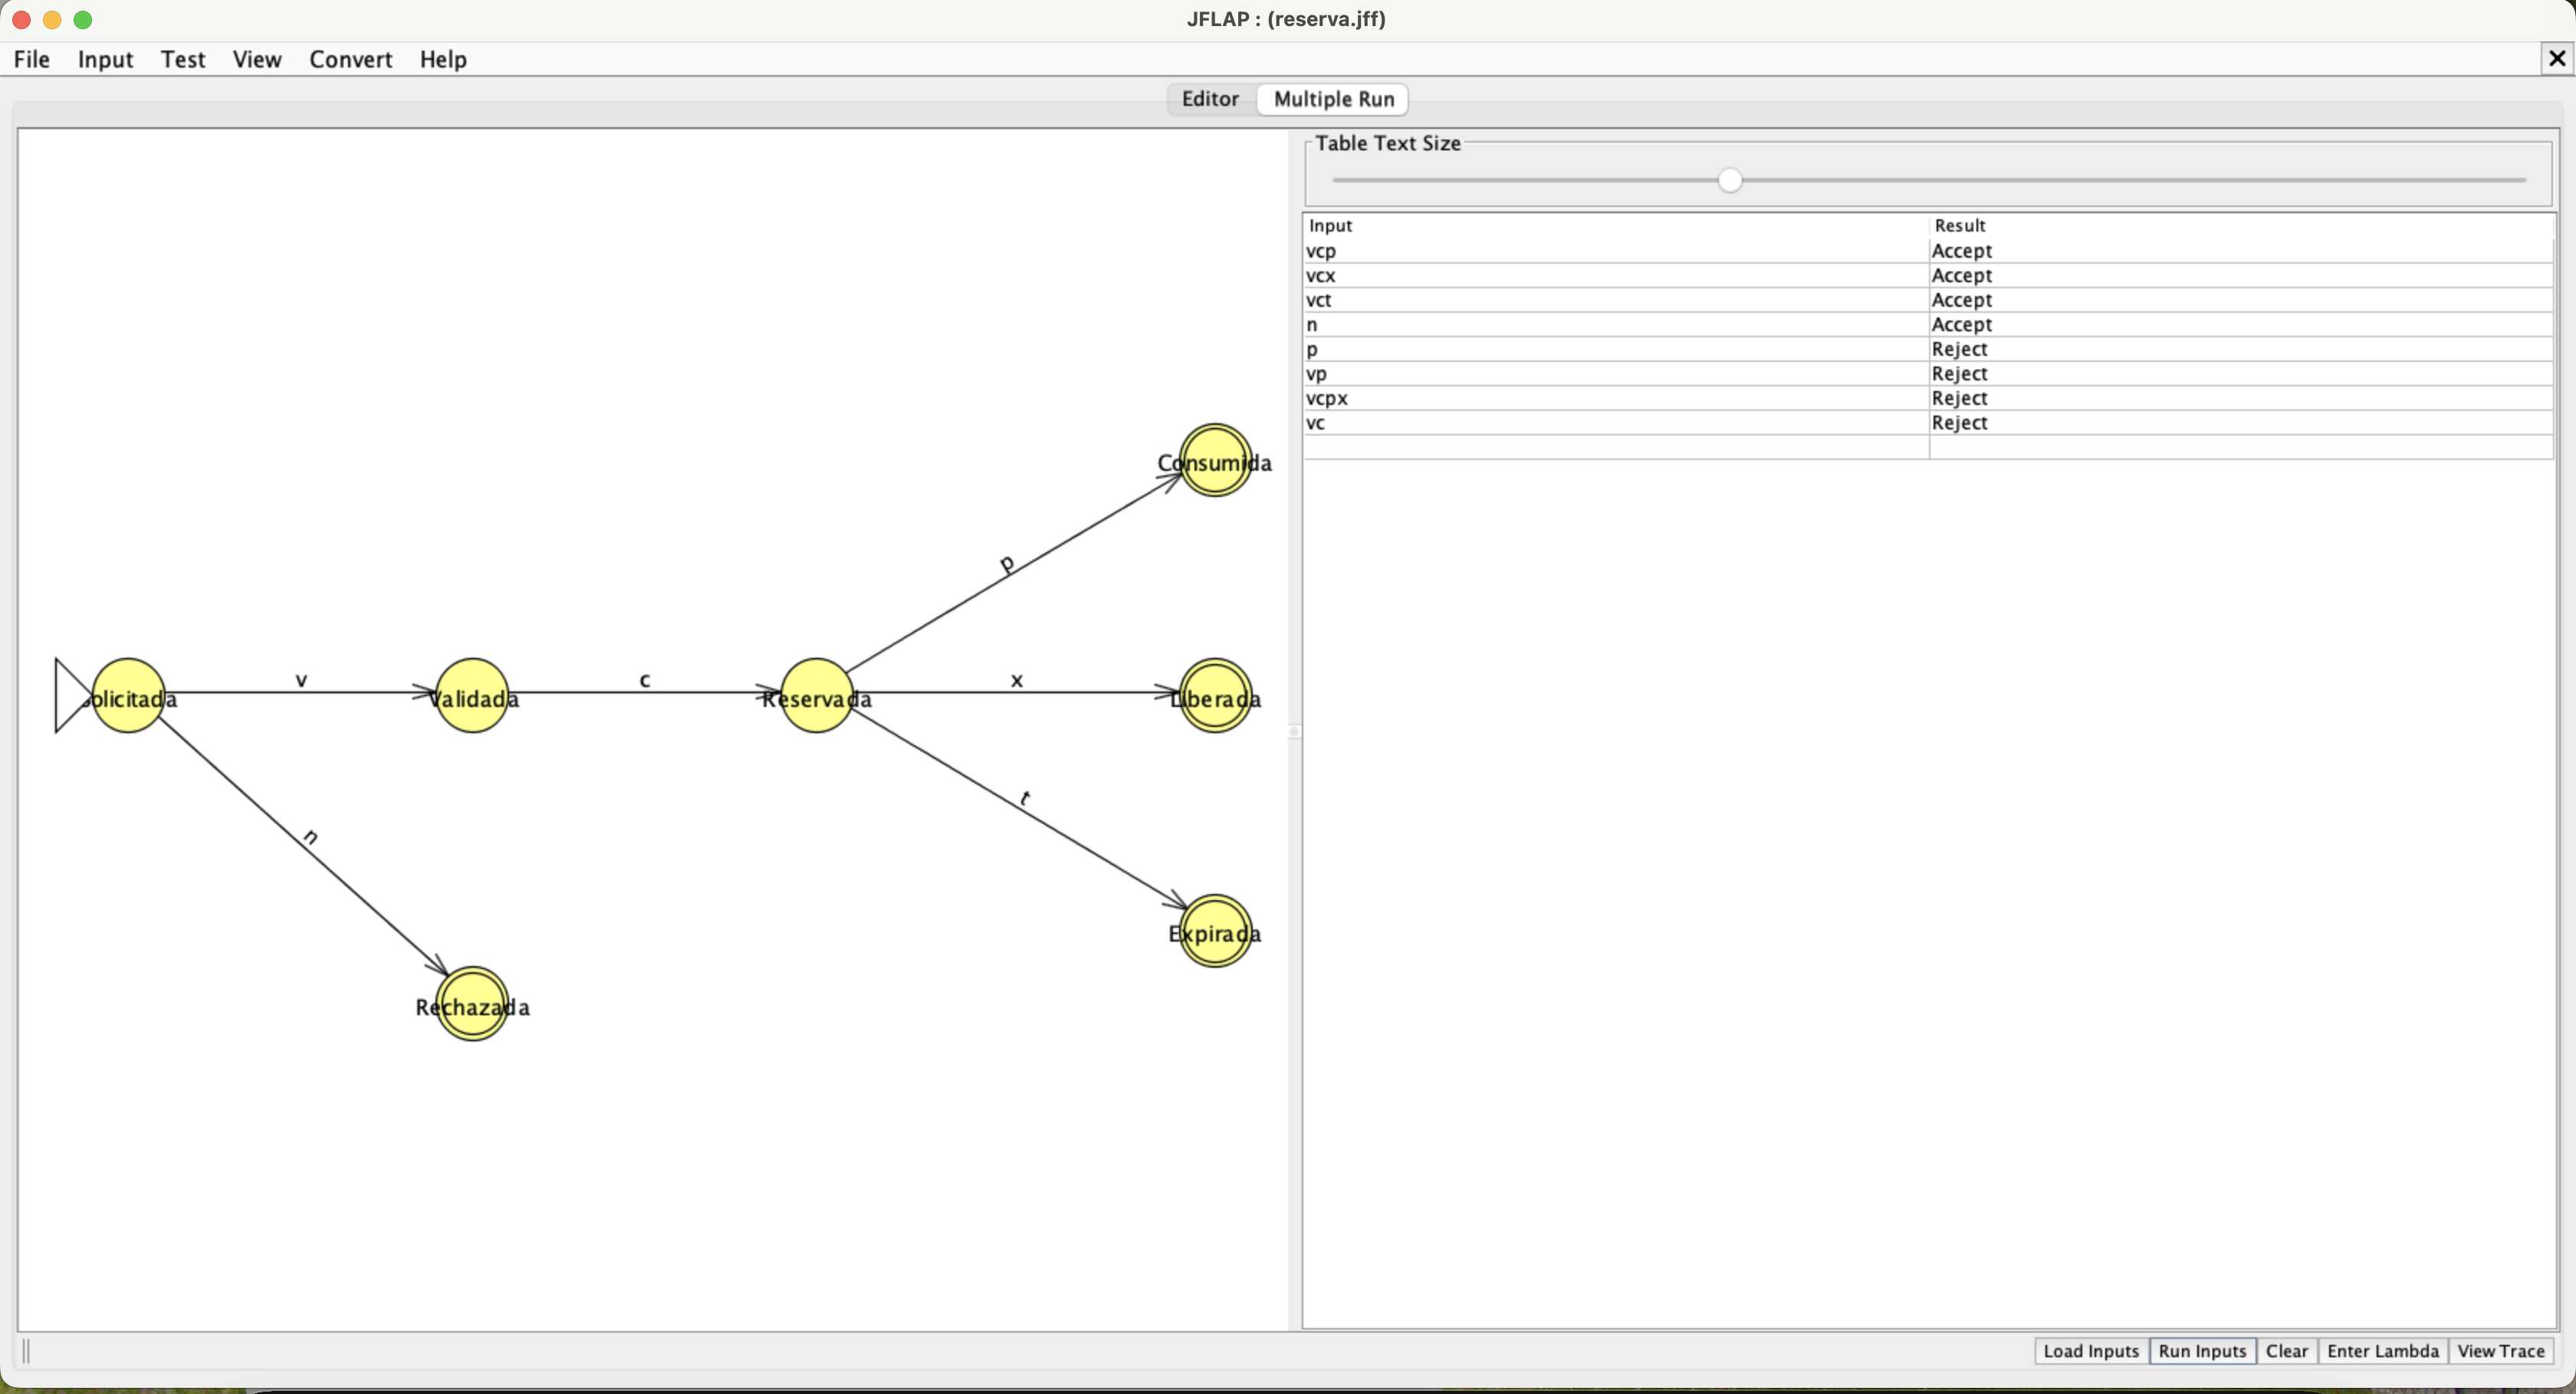 JFLAP : (reserva.jff)
File Input Test View Convert Help
Editor Multiple Run
Table Text Size
Input Result
vcp Accept
vcx Accept
vct Accept
n Accept
p Reject
vp Reject
vcpx Reject
vc Reject
Consumida
p
olicitada v Validada c Reservada x Liberada
t
n
Expirada
Rechazada
Load Inputs Run Inputs Clear Enter Lambda View Trace